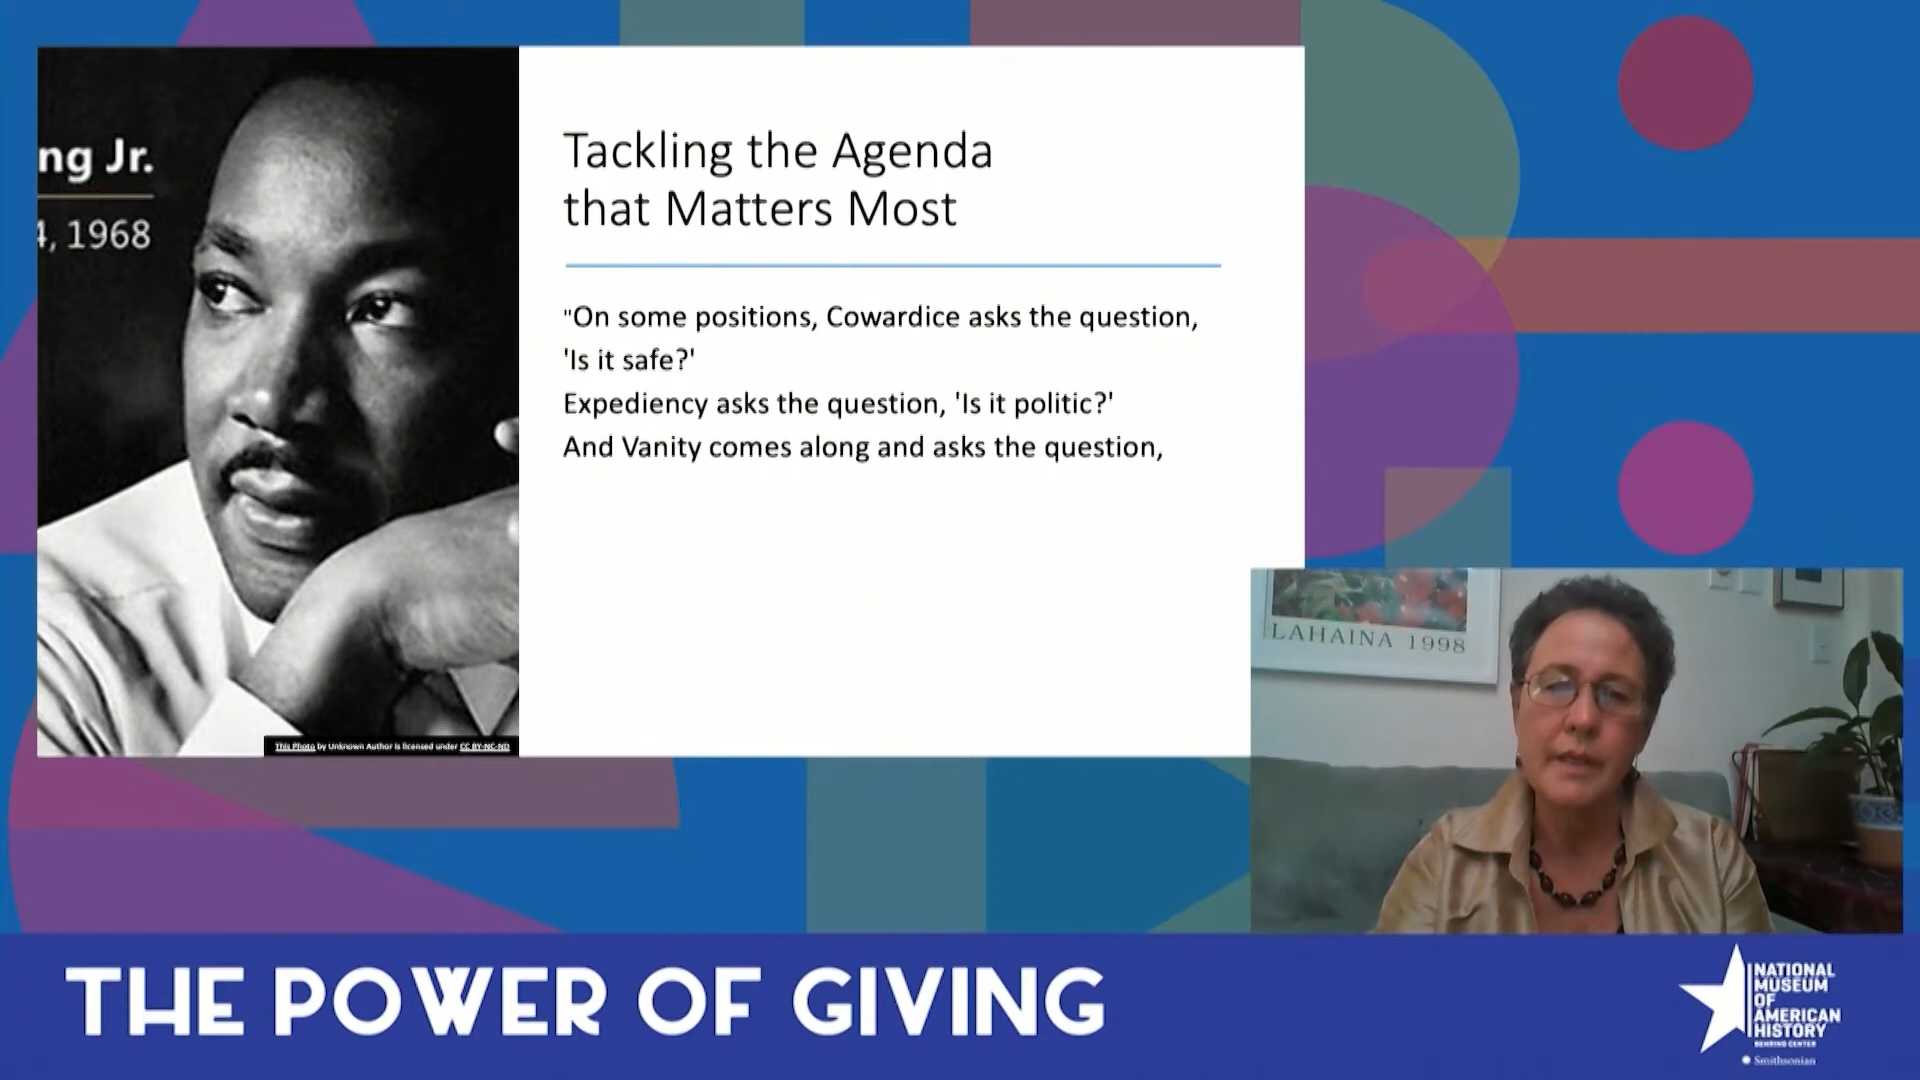 ng Jr.
4, 1968
Tackling the Agenda
that Matters Most
"On some positions, Cowardice asks the question,
'Is it safe?'
Expediency asks the question, 'Is it politic?'
And Vanity comes along and asks the question,
This Photo by Unknown Author is licensed under CC BY-NC-ND
LAHAINA 1998
THE POWER OF GIVING
NATIONAL
MUSEUM
OF
AMERICAN
HISTORY
BEHRING CENTER
Smithsonian